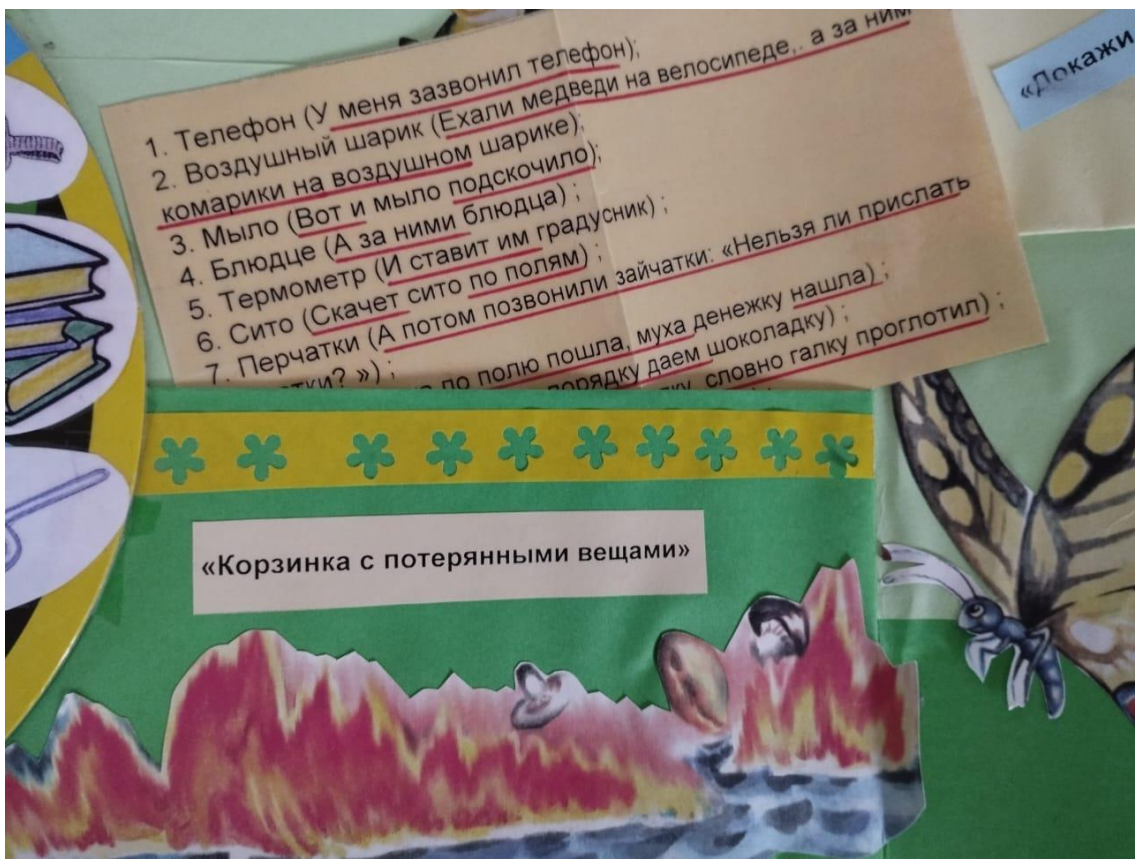 1. Телефон (У меня зазвонил телефон);
2. Воздушный шарик (Ехали медведи на велосипеде,. а за ним
комарики на воздушном шарике);
3. Мыло (Вот и мыло подскочило);
4. Блюдце (А за ними блюдца) ;
5. Термометр (И ставит им градусник) ;
6. Сито (Скачет сито по полям) ;
7. Перчатки (А потом позвонили зайчатки: «Нельзя ли прислать
тки? ») ;
по полю пошла, муха денежку нашла) ;
порядку даем шоколадку) ;
словно галку проглотил) ;
«Докажи
«Корзинка с потерянными вещами»